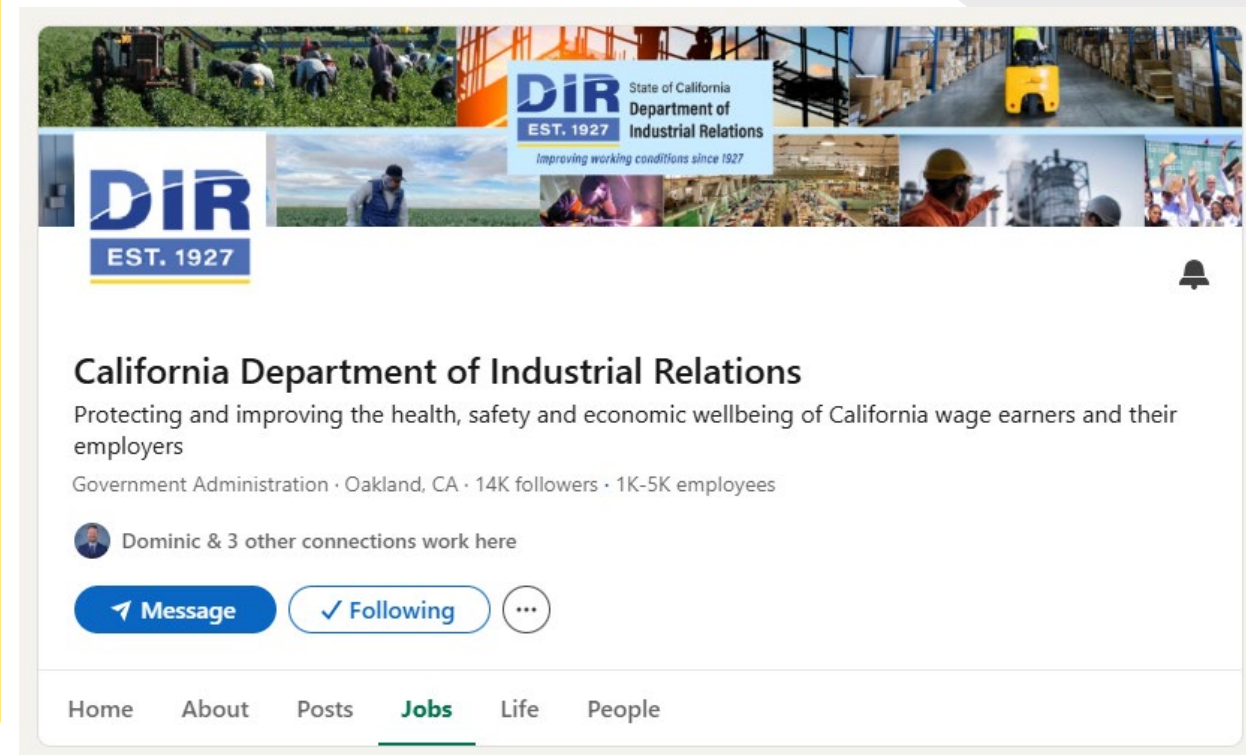 DIR
EST. 1927
State of California
Department of
Industrial Relations
Improving working conditions since 1927
DIR
EST. 1927
California Department of Industrial Relations
Protecting and improving the health, safety and economic wellbeing of California wage earners and their
employers
Government Administration · Oakland, CA · 14K followers · 1K-5K employees
Dominic & 3 other connections work here
Message
Following
Home About Posts Jobs Life People